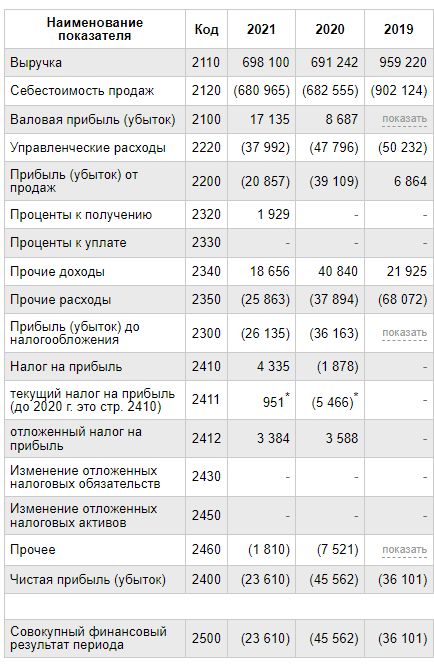 Наименование показателя Код 2021 2020 2019
Выручка 2110 698 100 691 242 959 220
Себестоимость продаж 2120 (680 965) (682 555) (902 124)
Валовая прибыль (убыток) 2100 17 135 8 687 показать
Управленческие расходы 2220 (37 992) (47 796) (50 232)
Прибыль (убыток) от продаж 2200 (20 857) (39 109) 6 864
Проценты к получению 2320 1 929 - -
Проценты к уплате 2330 - - -
Прочие доходы 2340 18 656 40 840 21 925
Прочие расходы 2350 (25 863) (37 894) (68 072)
Прибыль (убыток) до налогообложения 2300 (26 135) (36 163) показать
Налог на прибыль 2410 4 335 (1 878) -
текущий налог на прибыль (до 2020 г. это стр. 2410) 2411 951* (5 466)* -
отложенный налог на прибыль 2412 3 384 3 588 -
Изменение отложенных налоговых обязательств 2430 - - -
Изменение отложенных налоговых активов 2450 - - -
Прочее 2460 (1 810) (7 521) показать
Чистая прибыль (убыток) 2400 (23 610) (45 562) (36 101)
Совокупный финансовый результат периода 2500 (23 610) (45 562) (36 101)